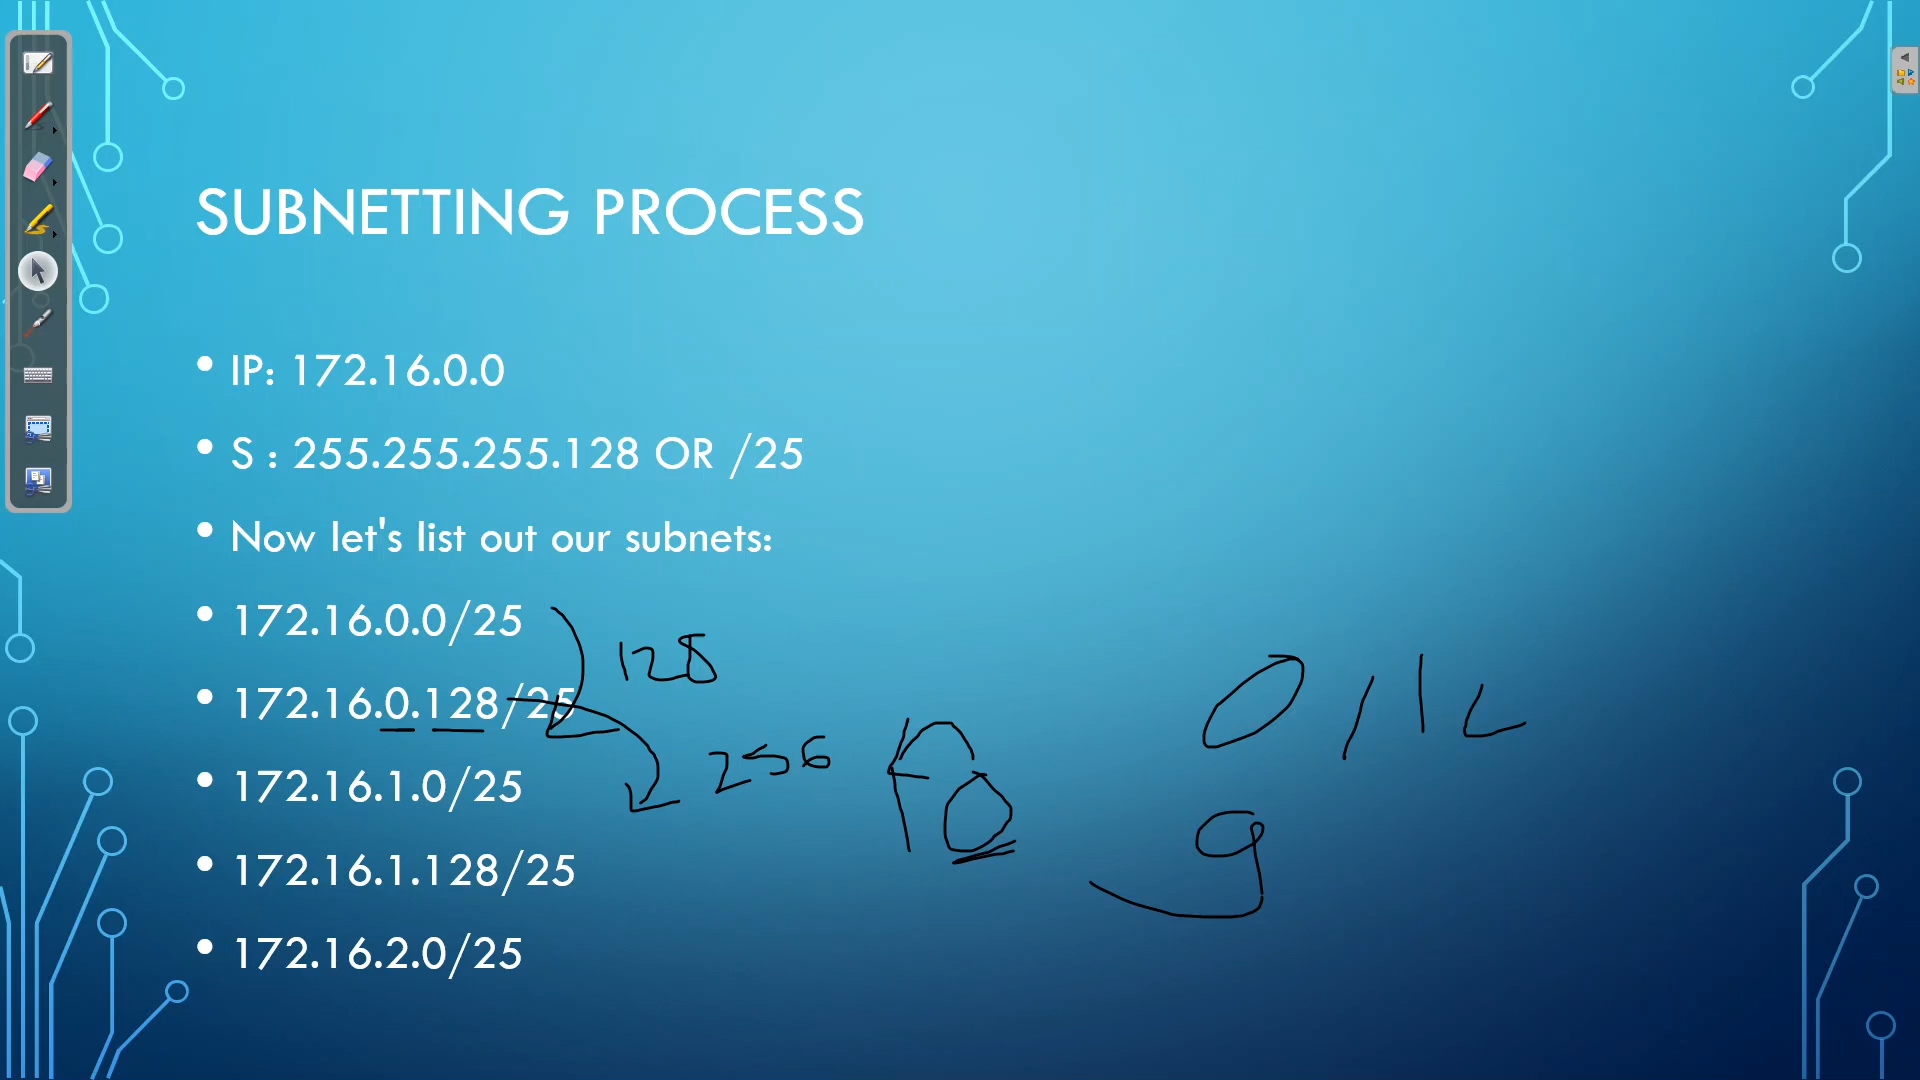 SUBNETTING PROCESS
• IP: 172.16.0.0
• S : 255.255.255.128 OR /25
• Now let's list out our subnets:
• 172.16.0.0/25
128
• 172.16.0.128/25
256
• 172.16.1.0/25
• 172.16.1.128/25
• 172.16.2.0/25